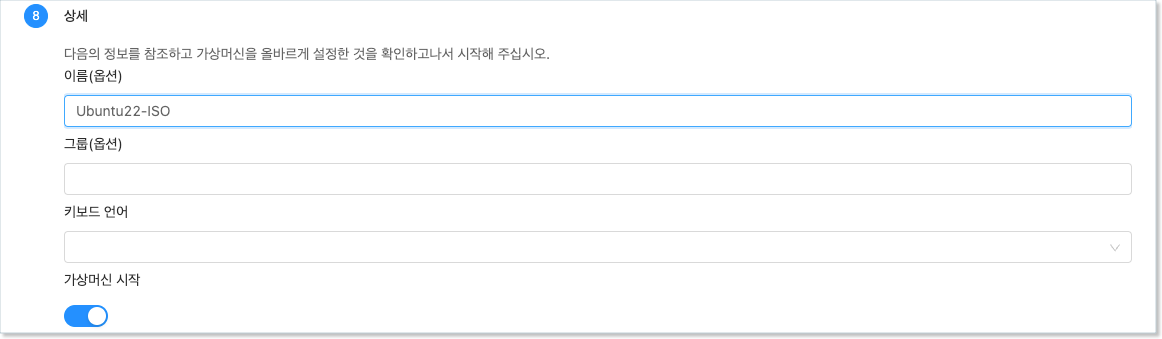 8 상세
다음의 정보를 참조하고 가상머신을 올바르게 설정한 것을 확인하고나서 시작해 주십시오.
이름(옵션)
Ubuntu22-ISO
그룹(옵션)
키보드 언어
가상머신 시작